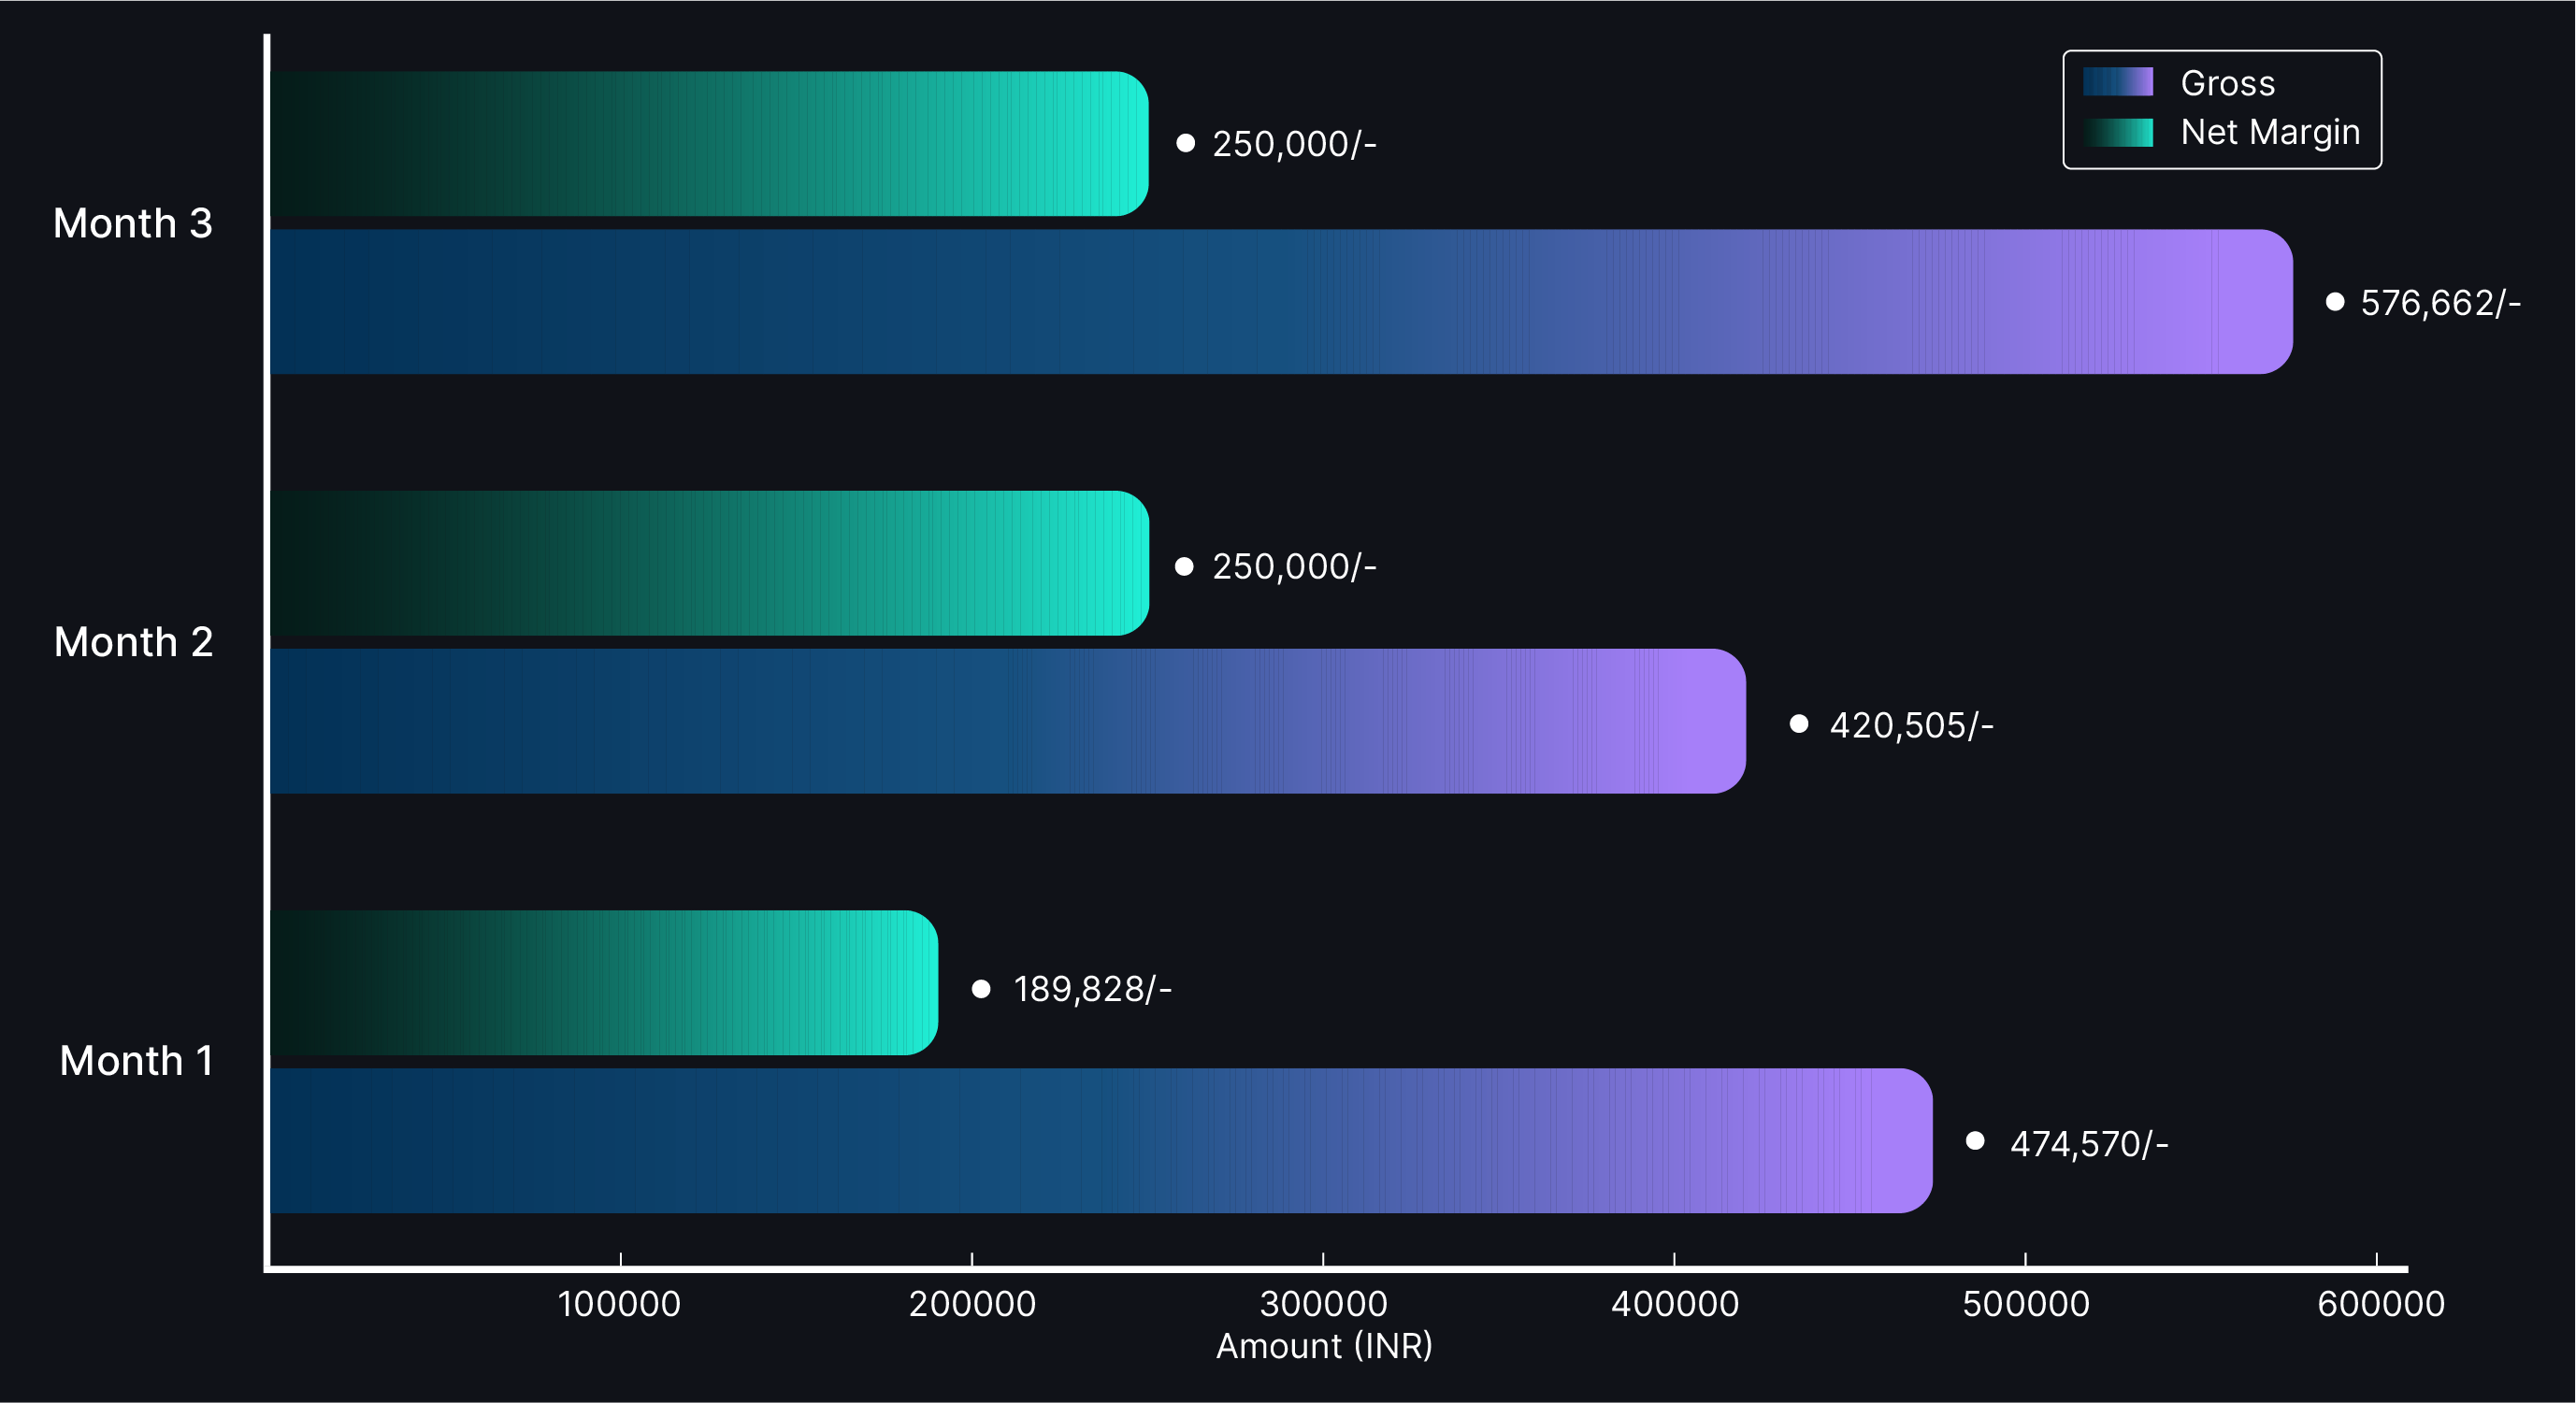 Gross
Net Margin
250,000/-
Month 3
576,662/-
250,000/-
Month 2
420,505/-
189,828/-
Month 1
474,570/-
100000 200000 300000 400000 500000 600000
Amount (INR)